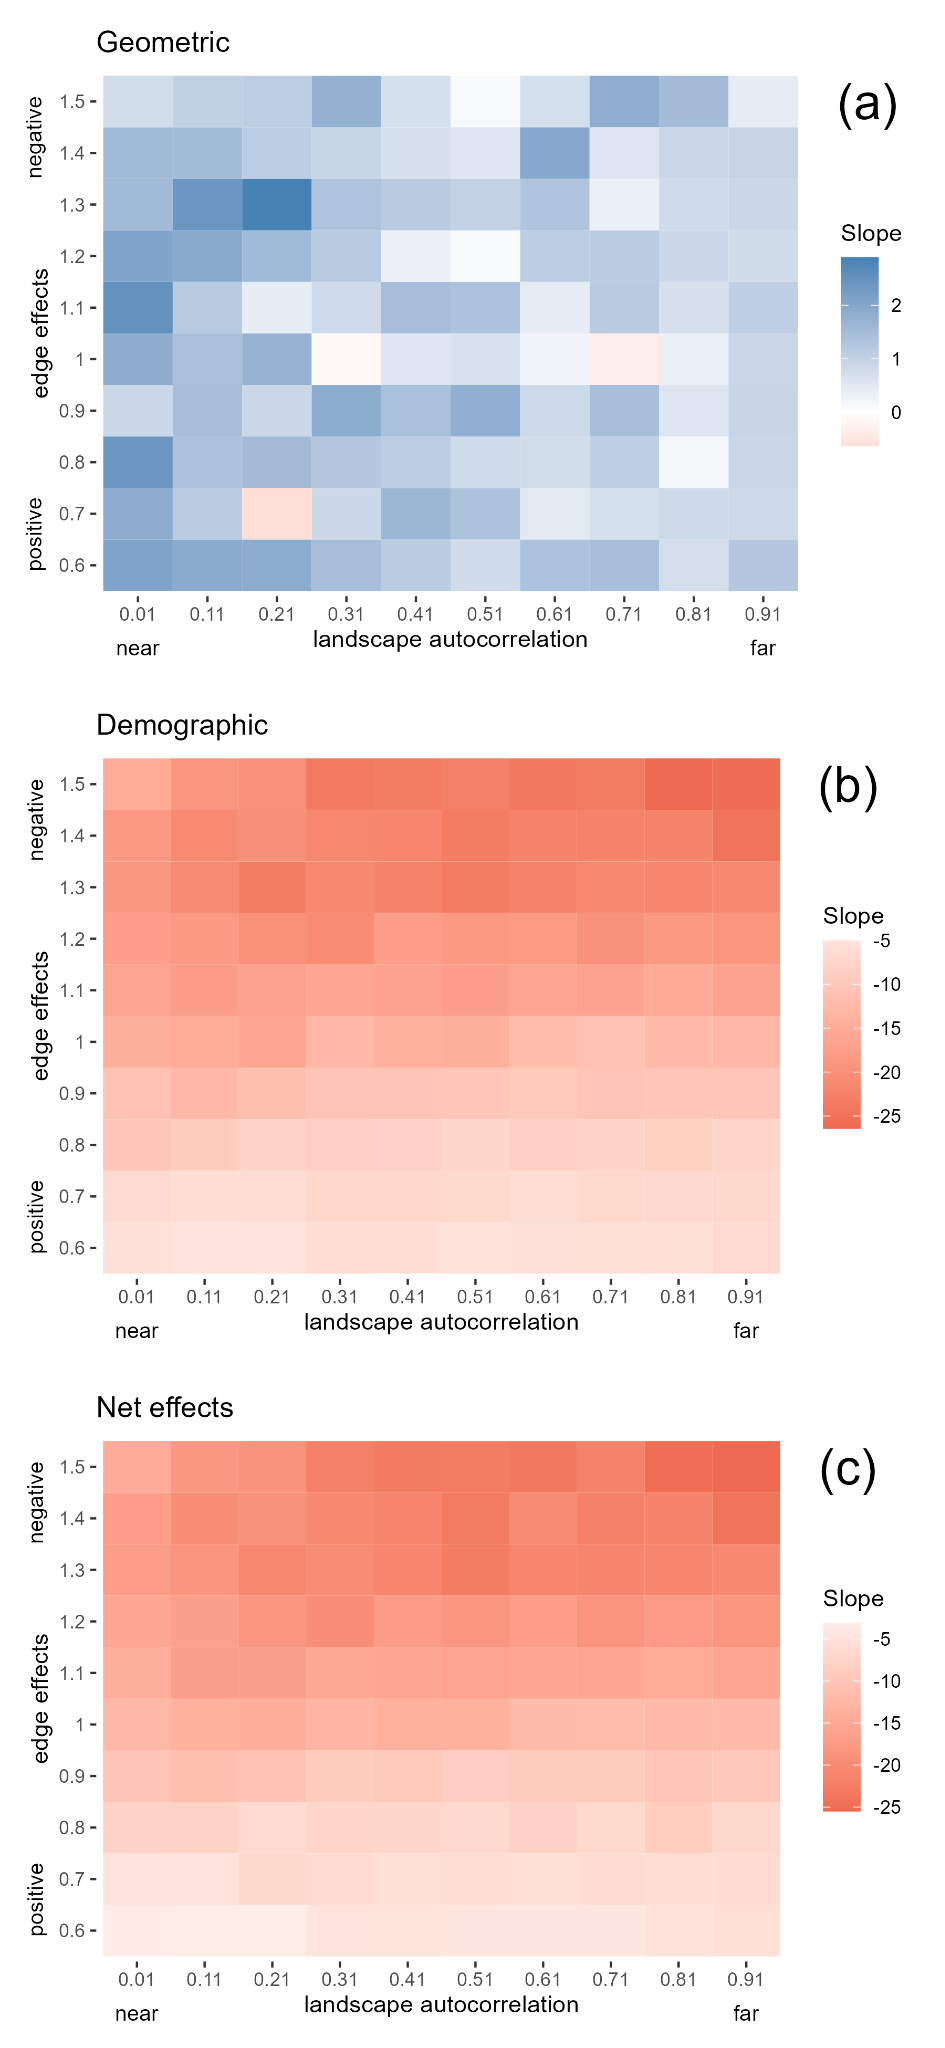 Geometric
(a)
negative
edge effects
positive
1.5
1.4
1.3
1.2
1.1
1
0.9
0.8
0.7
0.6
0.01 0.11 0.21 0.31 0.41 0.51 0.61 0.71 0.81 0.91
near landscape autocorrelation far
Slope
2
1
0
Demographic
(b)
negative
edge effects
positive
1.5
1.4
1.3
1.2
1.1
1
0.9
0.8
0.7
0.6
0.01 0.11 0.21 0.31 0.41 0.51 0.61 0.71 0.81 0.91
near landscape autocorrelation far
Slope
-5
-10
-15
-20
-25
Net effects
(c)
negative
edge effects
positive
1.5
1.4
1.3
1.2
1.1
1
0.9
0.8
0.7
0.6
0.01 0.11 0.21 0.31 0.41 0.51 0.61 0.71 0.81 0.91
near landscape autocorrelation far
Slope
-5
-10
-15
-20
-25